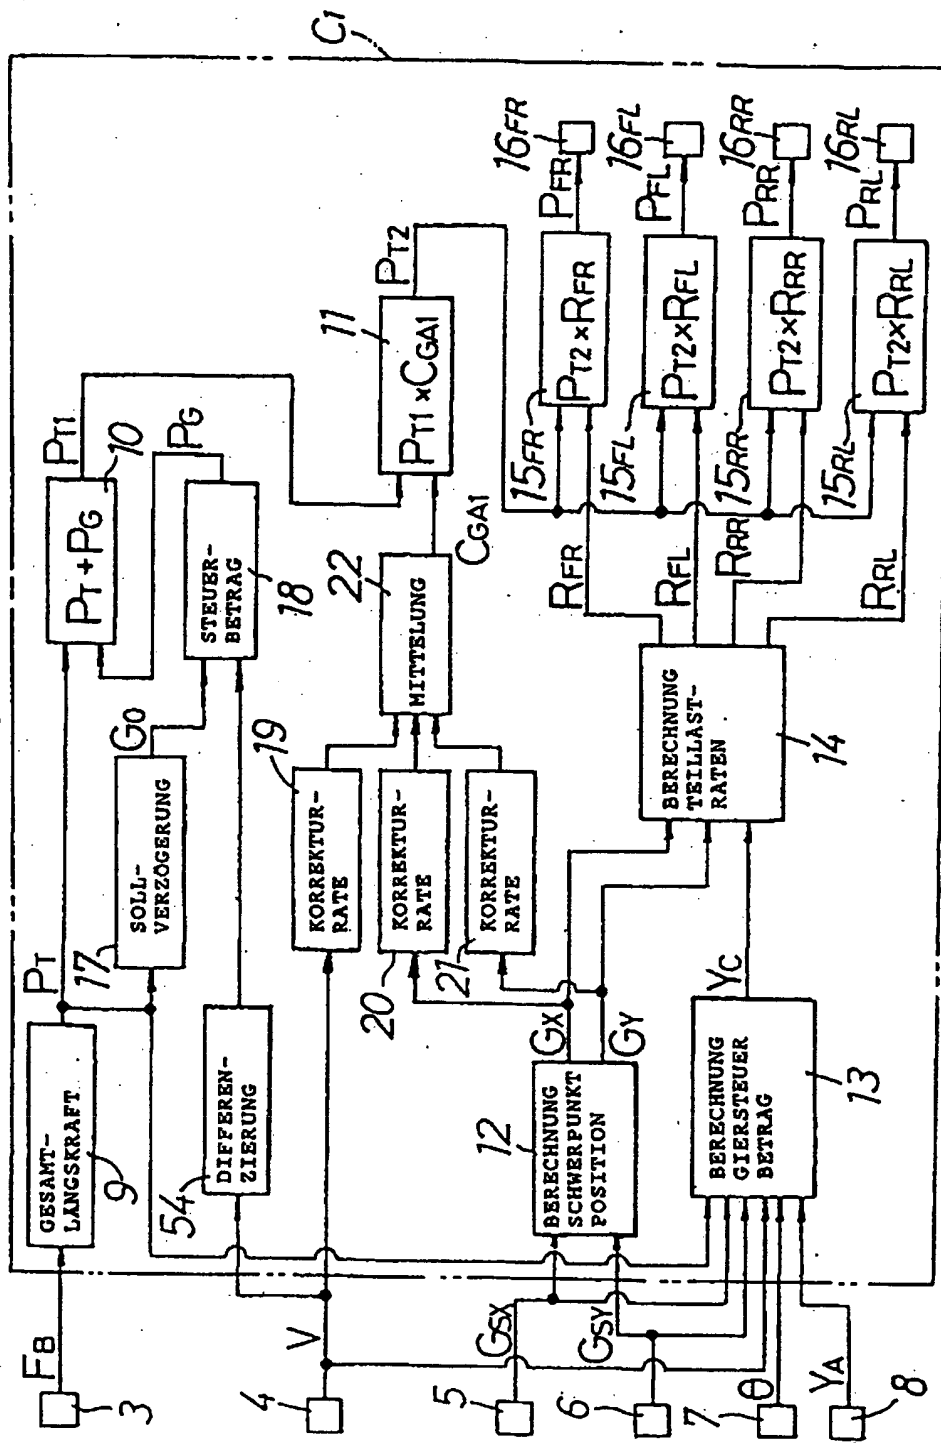 C1
FB
3
GESAMT-
LÄNGSKRAFT
9
PT
PT + PG
10
PT1
17
SOLL-
VERZÖGERUNG
GO
STEUER-
BETRAG
18
PG
54
DIFFEREN-
ZIERUNG
V
4
KORREKTUR-
RATE
19
KORREKTUR-
RATE
20
KORREKTUR-
RATE
21
MITTELUNG
22
CGA1
PT1 × CGA1
11
PT2
GSX
5
GSY
6
BERECHNUNG
SCHWERPUNKT
POSITION
12
GX
GY
θ
7
YA
8
BERECHNUNG
GIERSTEUER
BETRAG
13
YC
BERECHNUNG
TEILLAST-
RATEN
14
RFR
RFL
RRR
RRL
15FR
PT2 × RFR
PFR
16FR
15FL
PT2×RFL
PFL
16FL
15RR
PT2×RRR
PRR
16RR
15RL
PT2×RRL
PRL
16RL